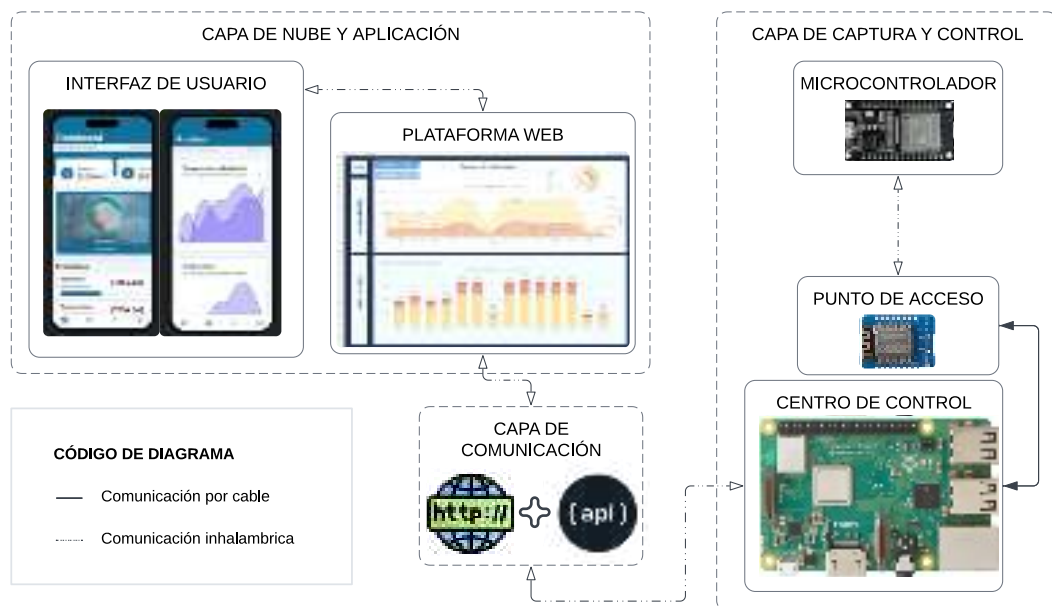 CAPA DE NUBE Y APLICACIÓN
INTERFAZ DE USUARIO
PLATAFORMA WEB
CAPA DE CAPTURA Y CONTROL
MICROCONTROLADOR
PUNTO DE ACCESO
CENTRO DE CONTROL
CAPA DE
COMUNICACIÓN
http://
{api}
CÓDIGO DE DIAGRAMA
Comunicación por cable
Comunicación inhalambrica